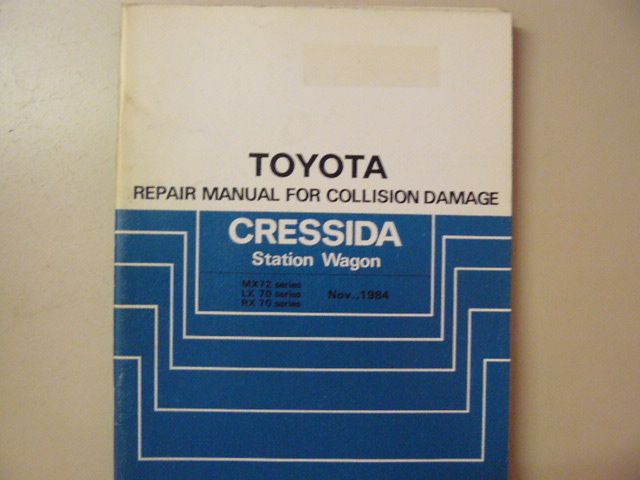 TOYOTA
REPAIR MANUAL FOR COLLISION DAMAGE
CRESSIDA
Station Wagon
MX72 series
LX 70 series
RX 70 series
Nov.,1984